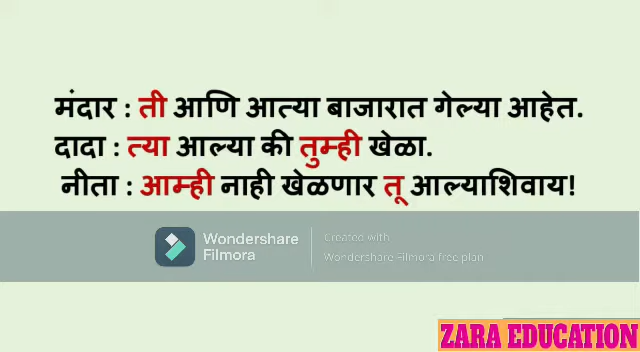 मंदार : ती आणि आत्या बाजारात गेल्या आहेत.
दादा : त्या आल्या की तुम्ही खेळा.
नीता : आम्ही नाही खेळणार तू आल्याशिवाय!
Wondershare
Filmora
Created with
Wondershare Filmora free plan
ZARA EDUCATION